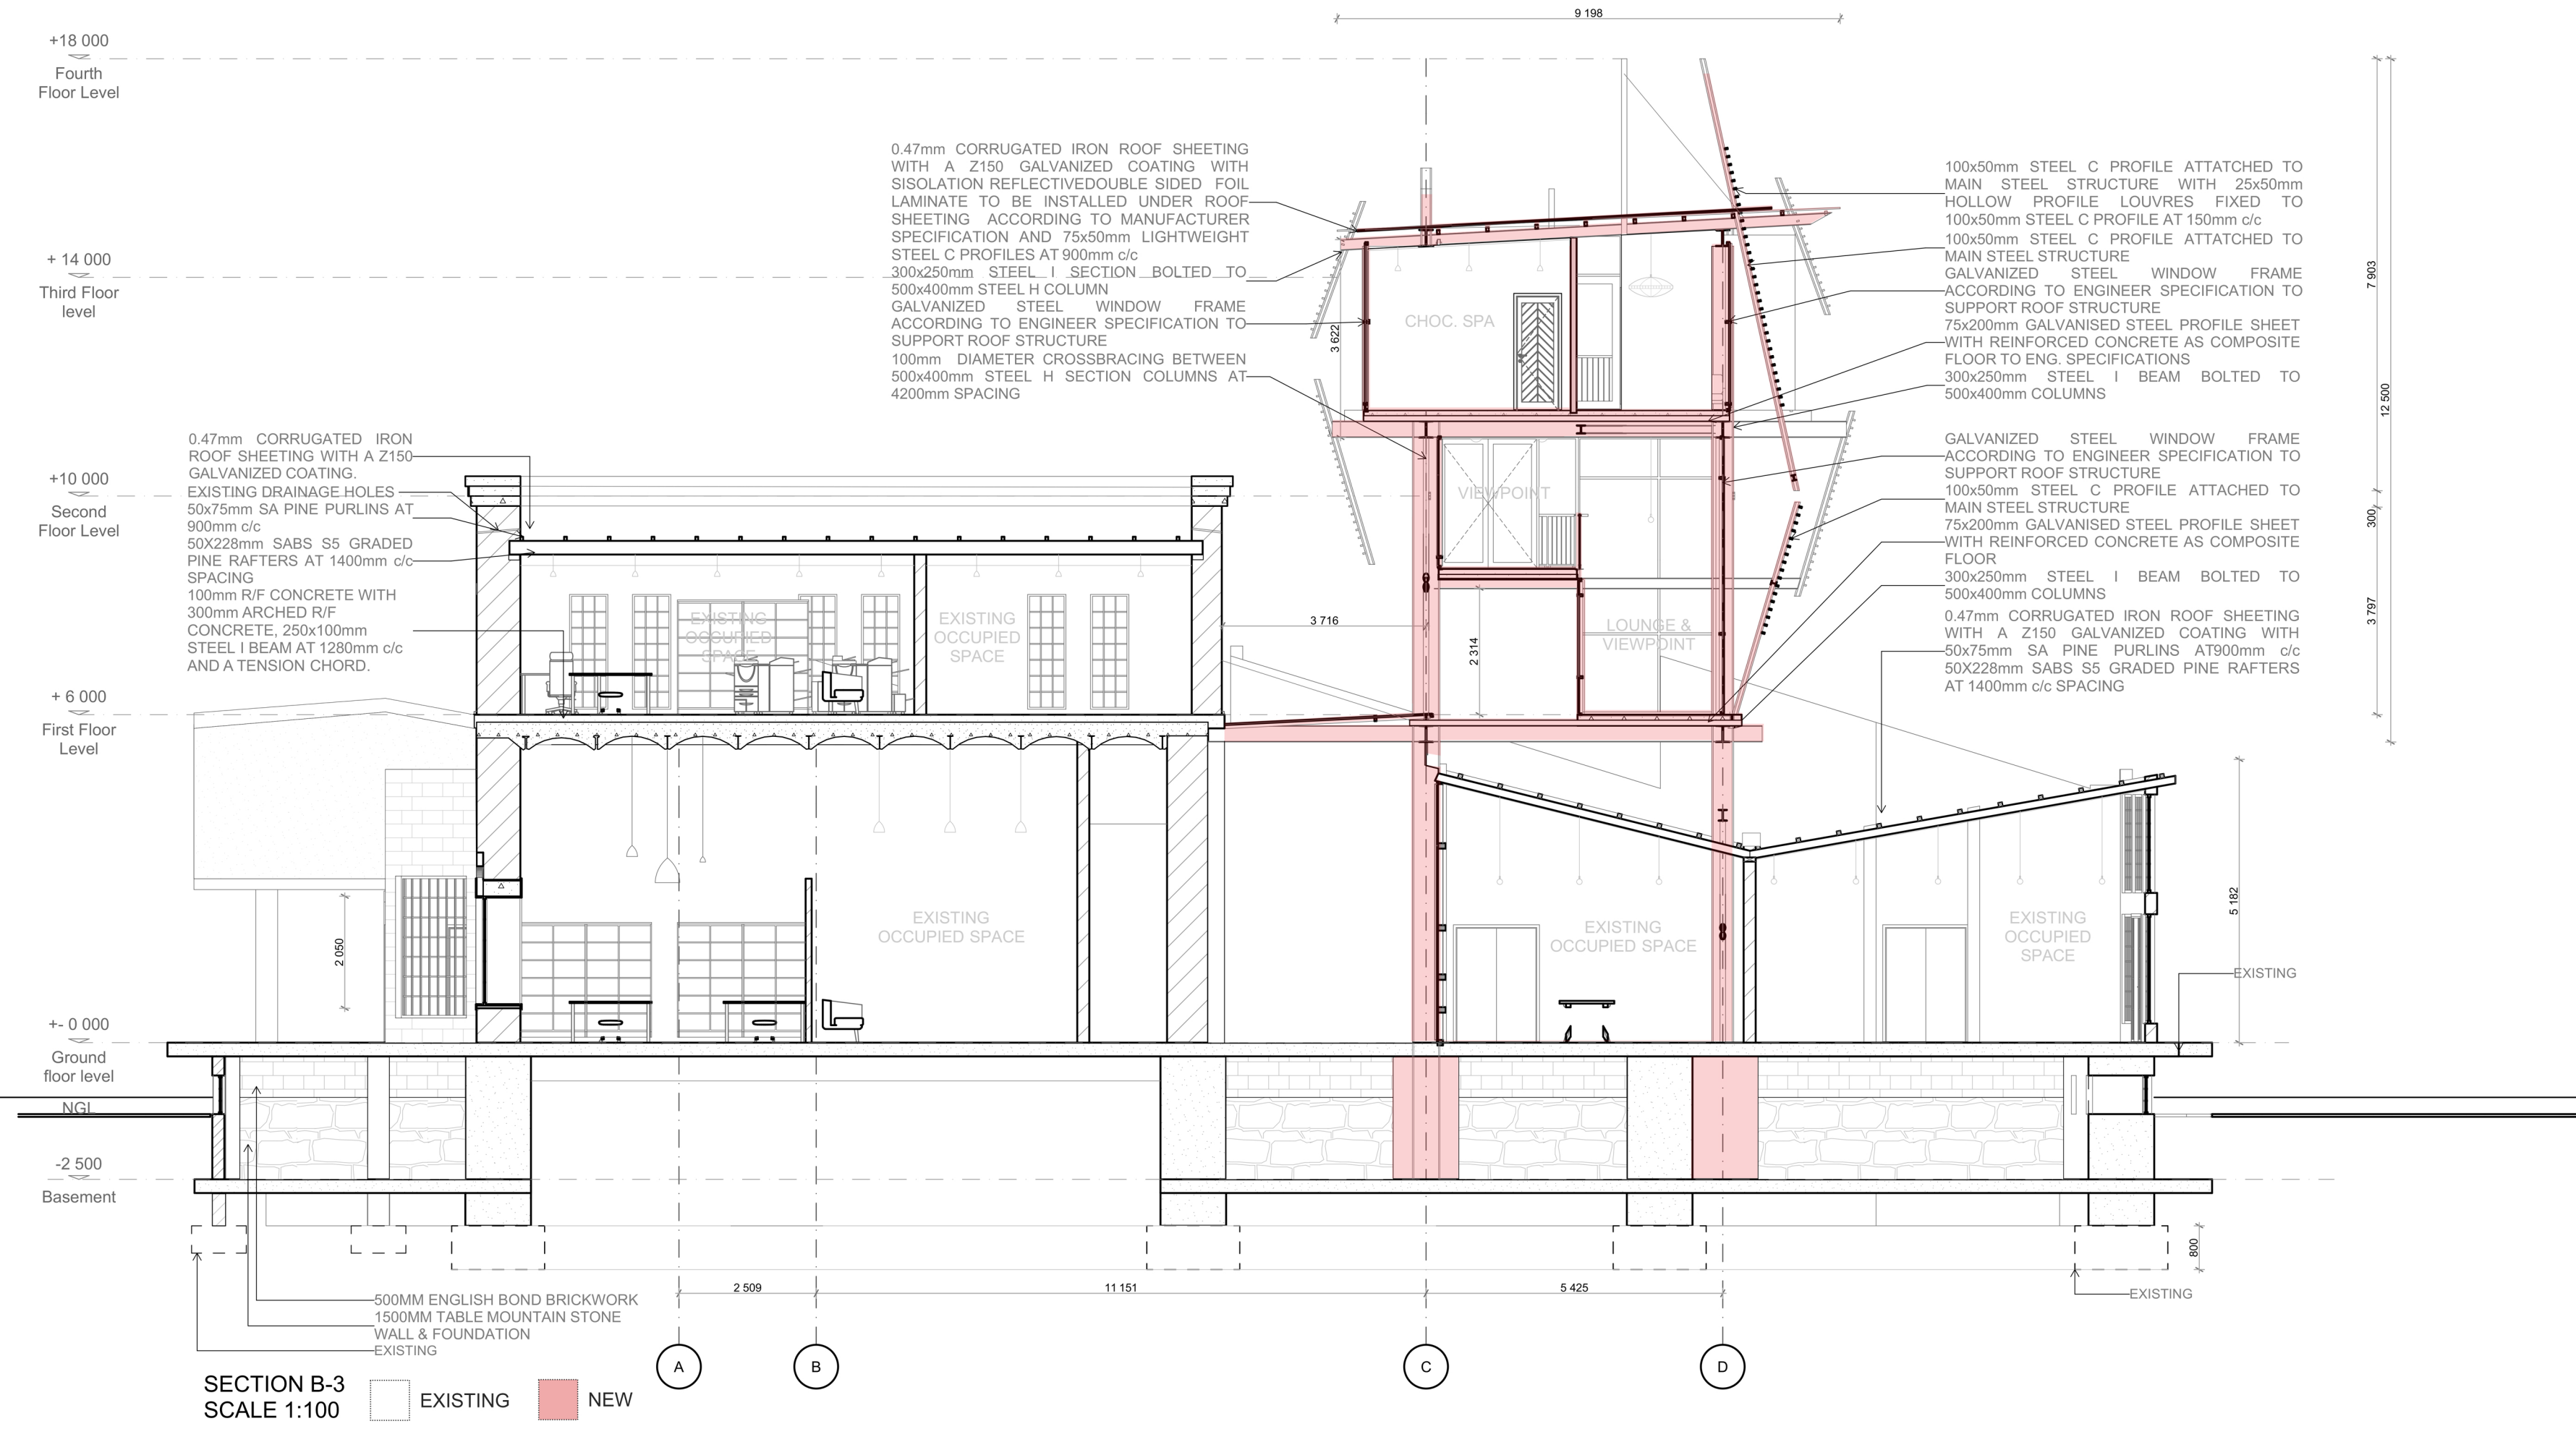 9 198
+18 000
Fourth
Floor Level
+ 14 000
Third Floor
level
+10 000
Second
Floor Level
+ 6 000
First Floor
Level
+- 0 000
Ground
floor level
NGL
-2 500
Basement
0.47mm CORRUGATED IRON ROOF SHEETING
WITH A Z150 GALVANIZED COATING WITH
SISOLATION REFLECTIVEDOUBLE SIDED FOIL
LAMINATE TO BE INSTALLED UNDER ROOF
SHEETING ACCORDING TO MANUFACTURER
SPECIFICATION AND 75x50mm LIGHTWEIGHT
STEEL C PROFILES AT 900mm c/c
300x250mm STEEL I SECTION BOLTED TO
500x400mm STEEL H COLUMN
GALVANIZED STEEL WINDOW FRAME
ACCORDING TO ENGINEER SPECIFICATION TO
SUPPORT ROOF STRUCTURE
100mm DIAMETER CROSSBRACING BETWEEN
500x400mm STEEL H SECTION COLUMNS AT
4200mm SPACING
0.47mm CORRUGATED IRON
ROOF SHEETING WITH A Z150
GALVANIZED COATING.
EXISTING DRAINAGE HOLES
50x75mm SA PINE PURLINS AT
900mm c/c
50X228mm SABS S5 GRADED
PINE RAFTERS AT 1400mm c/c
SPACING
100mm R/F CONCRETE WITH
300mm ARCHED R/F
CONCRETE, 250x100mm
STEEL I BEAM AT 1280mm c/c
AND A TENSION CHORD.
100x50mm STEEL C PROFILE ATTATCHED TO
MAIN STEEL STRUCTURE WITH 25x50mm
HOLLOW PROFILE LOUVRES FIXED TO
100x50mm STEEL C PROFILE AT 150mm c/c
100x50mm STEEL C PROFILE ATTATCHED TO
MAIN STEEL STRUCTURE
GALVANIZED STEEL WINDOW FRAME
ACCORDING TO ENGINEER SPECIFICATION TO
SUPPORT ROOF STRUCTURE
75x200mm GALVANISED STEEL PROFILE SHEET
WITH REINFORCED CONCRETE AS COMPOSITE
FLOOR TO ENG. SPECIFICATIONS
300x250mm STEEL I BEAM BOLTED TO
500x400mm COLUMNS
GALVANIZED STEEL WINDOW FRAME
ACCORDING TO ENGINEER SPECIFICATION TO
SUPPORT ROOF STRUCTURE
100x50mm STEEL C PROFILE ATTACHED TO
MAIN STEEL STRUCTURE
75x200mm GALVANISED STEEL PROFILE SHEET
WITH REINFORCED CONCRETE AS COMPOSITE
FLOOR
300x250mm STEEL I BEAM BOLTED TO
500x400mm COLUMNS
0.47mm CORRUGATED IRON ROOF SHEETING
WITH A Z150 GALVANIZED COATING WITH
50x75mm SA PINE PURLINS AT900mm c/c
50X228mm SABS S5 GRADED PINE RAFTERS
AT 1400mm c/c SPACING
CHOC. SPA
VIEWPOINT
LOUNGE &
VIEWPOINT
EXISTING
OCCUPIED
SPACE
EXISTING
OCCUPIED
SPACE
EXISTING
OCCUPIED SPACE
EXISTING
OCCUPIED SPACE
EXISTING
OCCUPIED
SPACE
3 622
3 716
2 314
2 050
7 903
12 500
300
3 797
5 182
EXISTING
800
EXISTING
2 509
11 151
5 425
500MM ENGLISH BOND BRICKWORK
1500MM TABLE MOUNTAIN STONE
WALL & FOUNDATION
EXISTING
A
B
C
D
SECTION B-3
SCALE 1:100
EXISTING
NEW